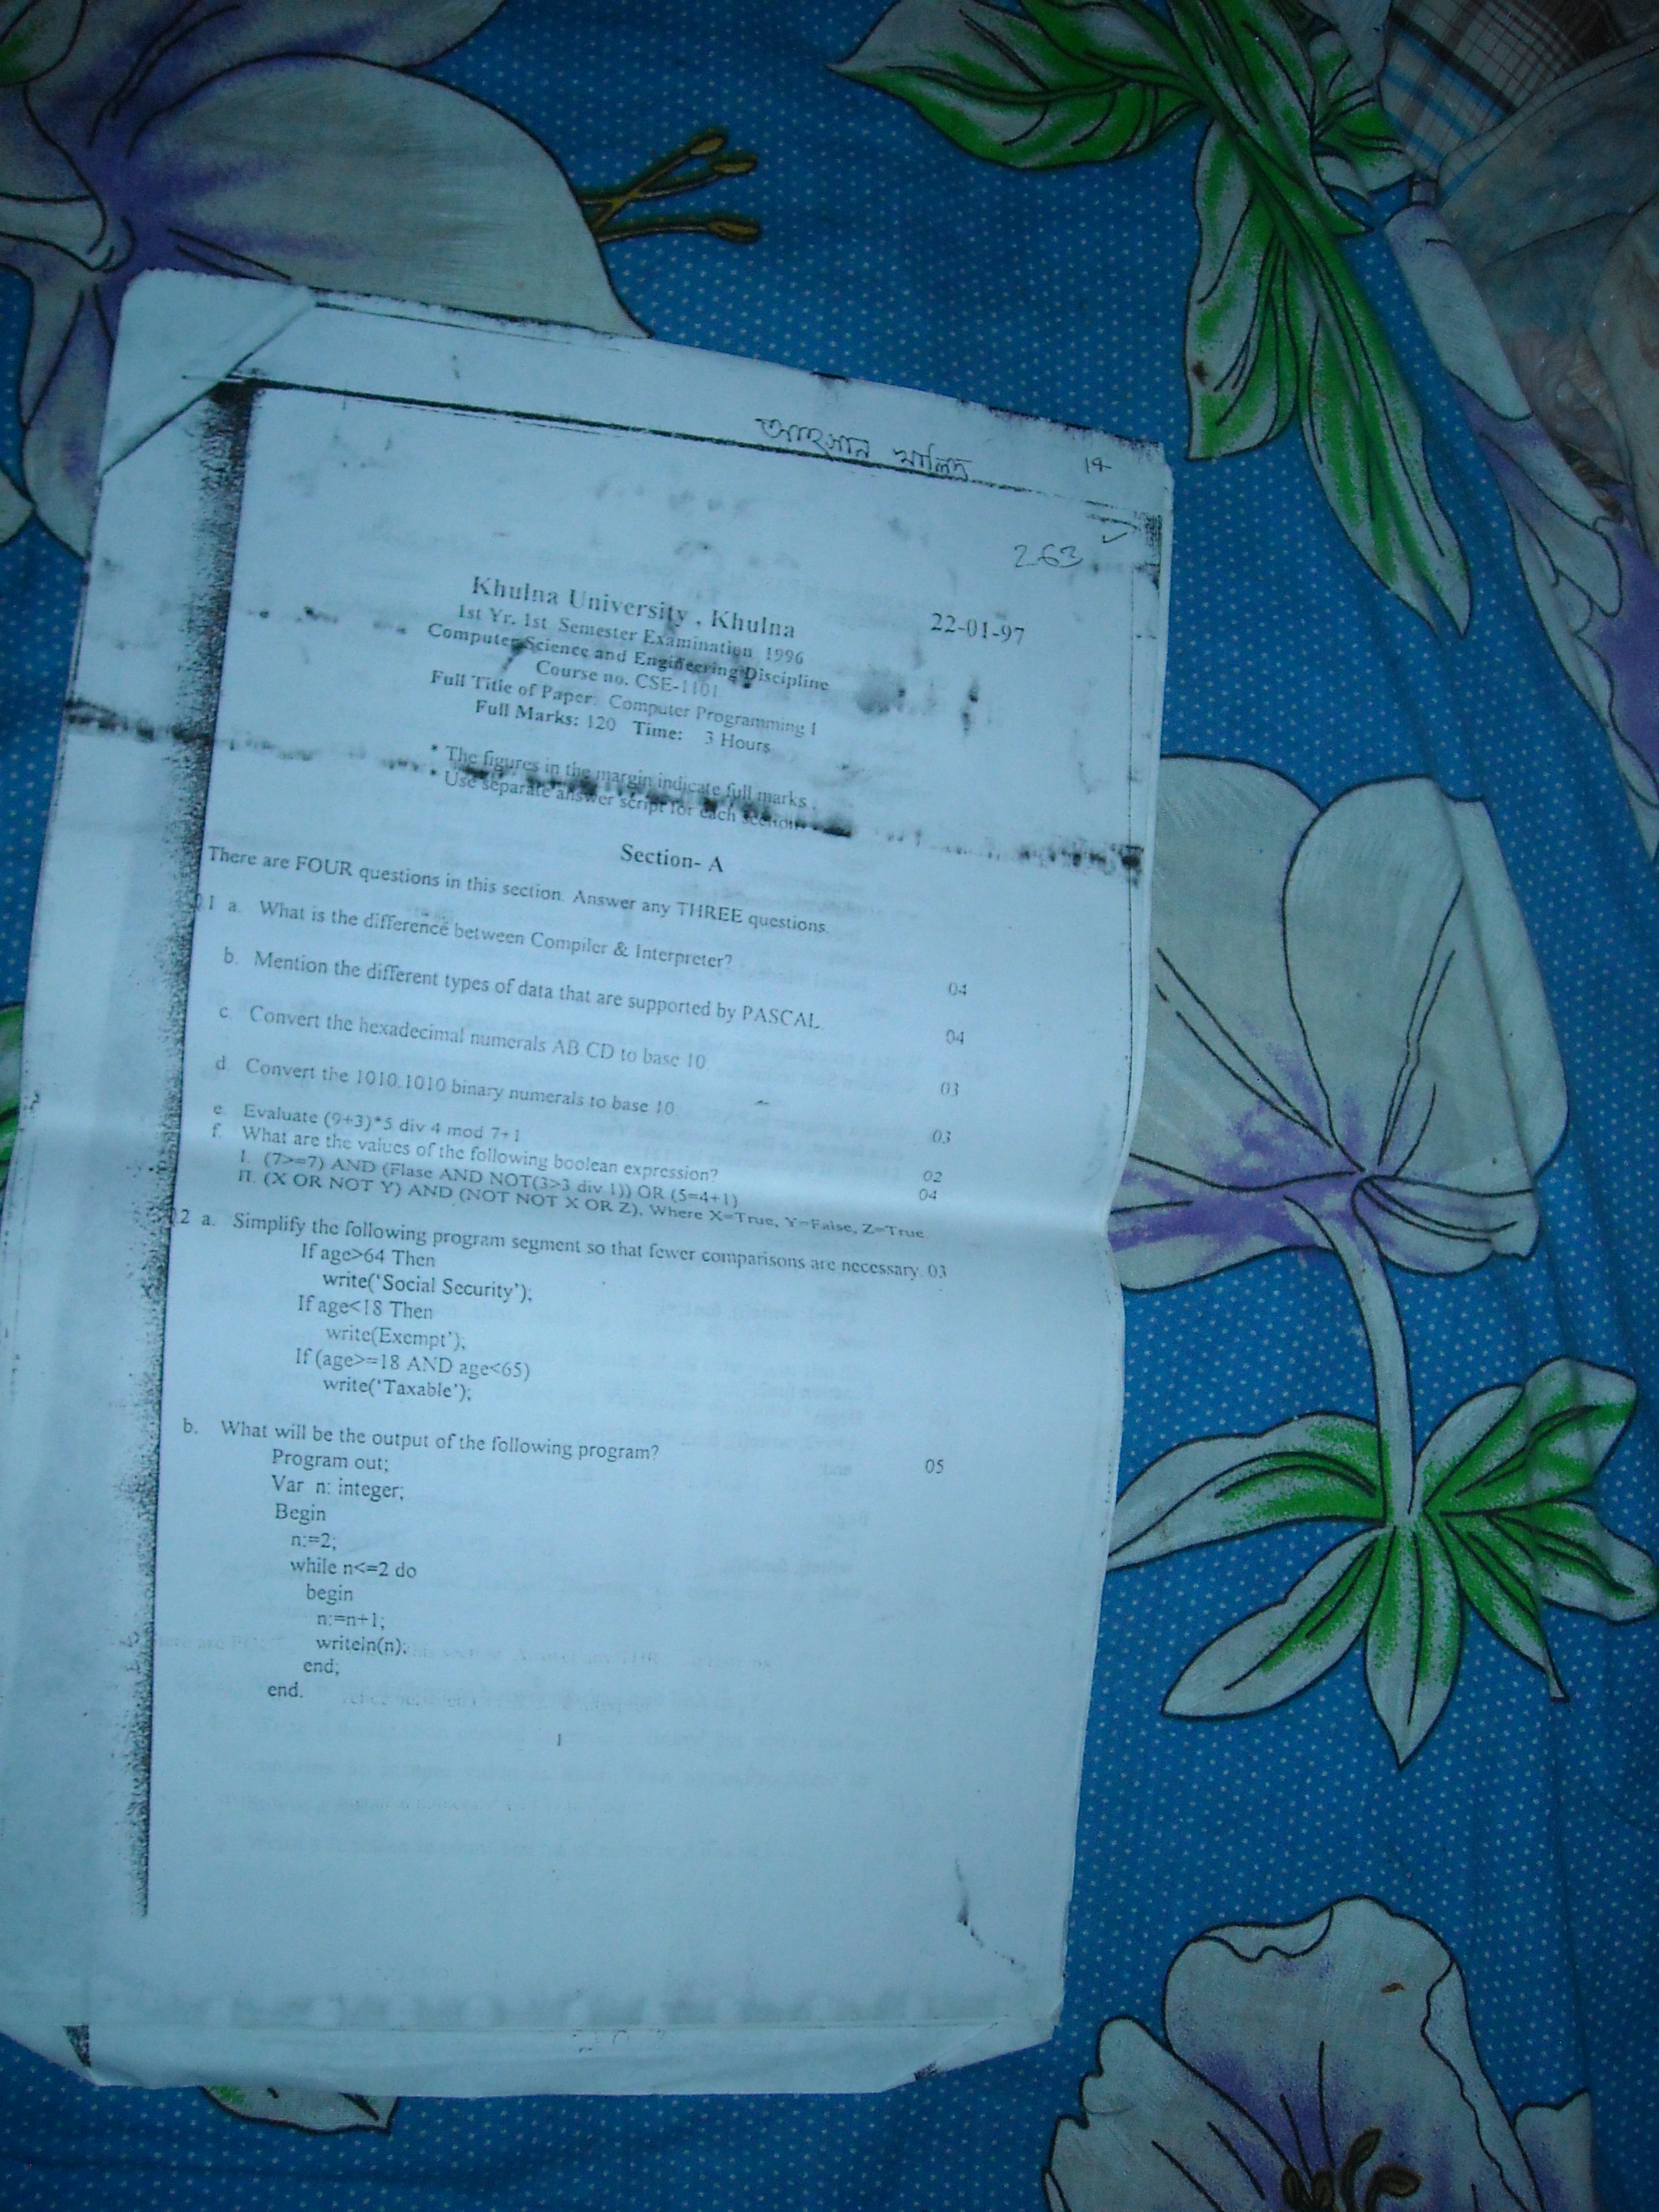 আহসান মালিক
14
263
Khulna University , Khulna
22-01-97
1st Yr. 1st Semester Examination 1996
Computer Science and Engineering Discipline
Course no. CSE-1101
Full Title of Paper: Computer Programming I
Full Marks: 120 Time: 3 Hours
* The figures in the margin indicate full marks .
* Use separate answer script for each section.
Section- A
There are FOUR questions in this section. Answer any THREE questions.
Q.1 a. What is the difference between Compiler & Interpreter? 04
b. Mention the different types of data that are supported by PASCAL. 04
c. Convert the hexadecimal numerals AB.CD to base 10 03
d. Convert the 1010.1010 binary numerals to base 10 03
e. Evaluate (9+3)*5 div 4 mod 7+1 02
f. What are the values of the following boolean expression? 04
I. (7>=7) AND (Flase AND NOT(3>3 div 1)) OR (5=4+1)
II. (X OR NOT Y) AND (NOT NOT X OR Z), Where X=True, Y=False, Z=True
Q.2 a. Simplify the following program segment so that fewer comparisons are necessary. 03
If age>64 Then
write('Social Security');
If age<18 Then
write(Exempt');
If (age>=18 AND age<65)
write('Taxable');
b. What will be the output of the following program? 05
Program out;
Var n: integer;
Begin
n:=2;
while n<=2 do
begin
n:=n+1;
writeln(n);
end;
end.
1